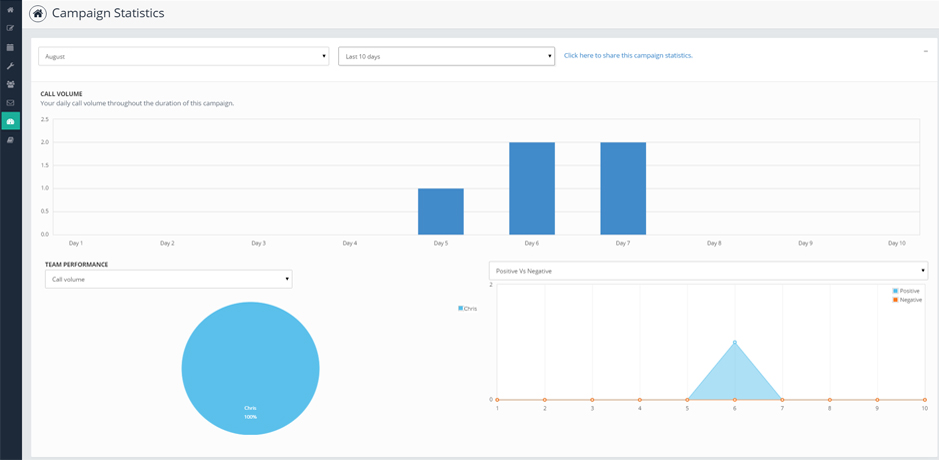 Campaign Statistics
August
Last 10 days
Click here to share this campaign statistics.
CALL VOLUME
Your daily call volume throughout the duration of this campaign.
2.5
2.0
1.5
1.0
0.5
0.0
Day 1 Day 2 Day 3 Day 4 Day 5 Day 6 Day 7 Day 8 Day 9 Day 10
TEAM PERFORMANCE
Call volume
Chris
Chris
100%
Positive Vs Negative
2
Positive
Negative
0
1 2 3 4 5 6 7 8 9 10